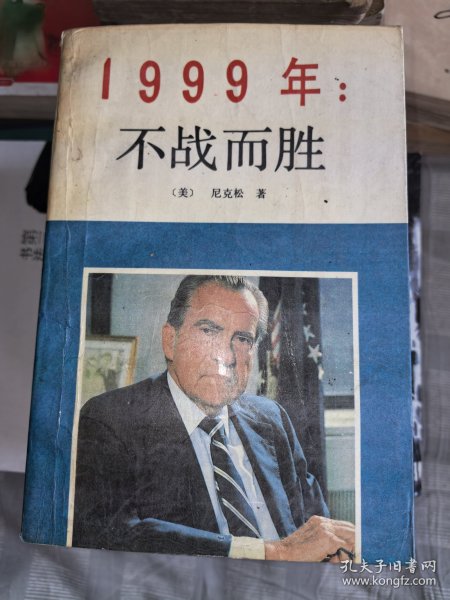 1999年：
不战而胜
〔美〕 尼克松 著
孔夫子旧书网
www.kongfz.com